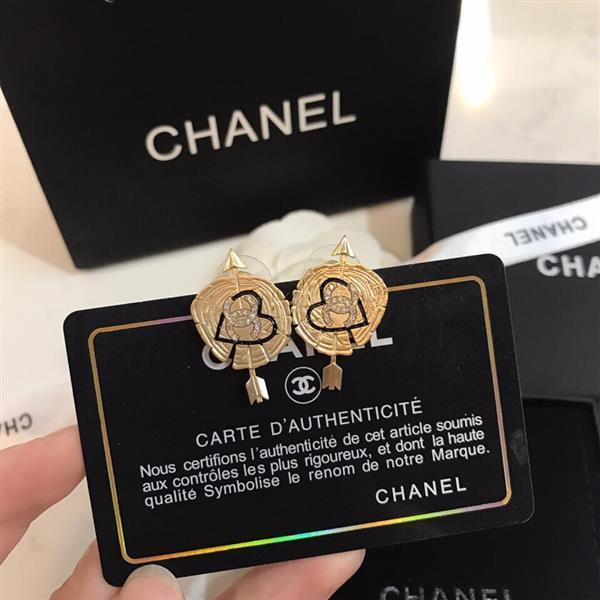 CHANEL
CHANEL
CHA
CHANEL
CHANEL
CARTE D'AUTHENTICITÉ
Nous certifions l'authenticité de cet article soumis
aux contrôles les plus rigoureux, et dont la haute
qualité Symbolise le renom de notre Marque.
CHANEL